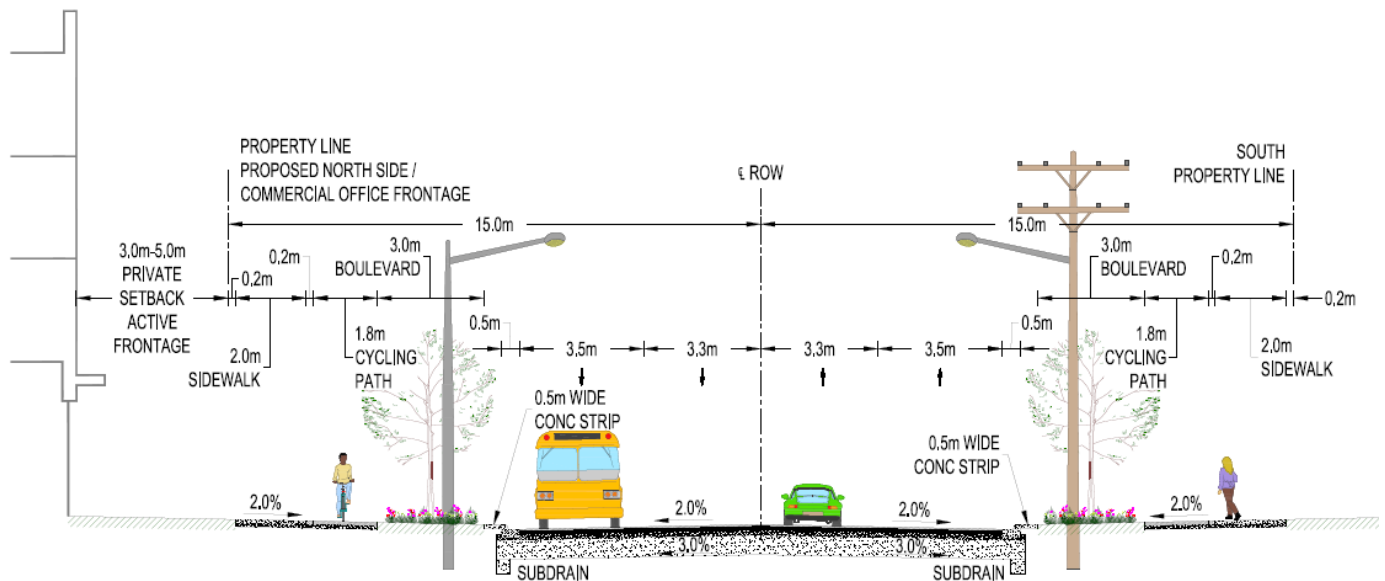 PROPERTY LINE
PROPOSED NORTH SIDE /
COMMERCIAL OFFICE FRONTAGE
℄ ROW
SOUTH
PROPERTY LINE
15.0m
15.0m
3.0m-5.0m
PRIVATE
SETBACK
ACTIVE
FRONTAGE
0.2m
0.2m
3.0m
BOULEVARD
3.0m
BOULEVARD
0.2m
0.2m
2.0m
SIDEWALK
1.8m
CYCLING
PATH
0.5m
3.5m
3.3m
3.3m
3.5m
0.5m
1.8m
CYCLING
PATH
2.0m
SIDEWALK
0.5m WIDE
CONC STRIP
0.5m WIDE
CONC STRIP
2.0%
2.0%
2.0%
2.0%
3.0%
3.0%
SUBDRAIN
SUBDRAIN